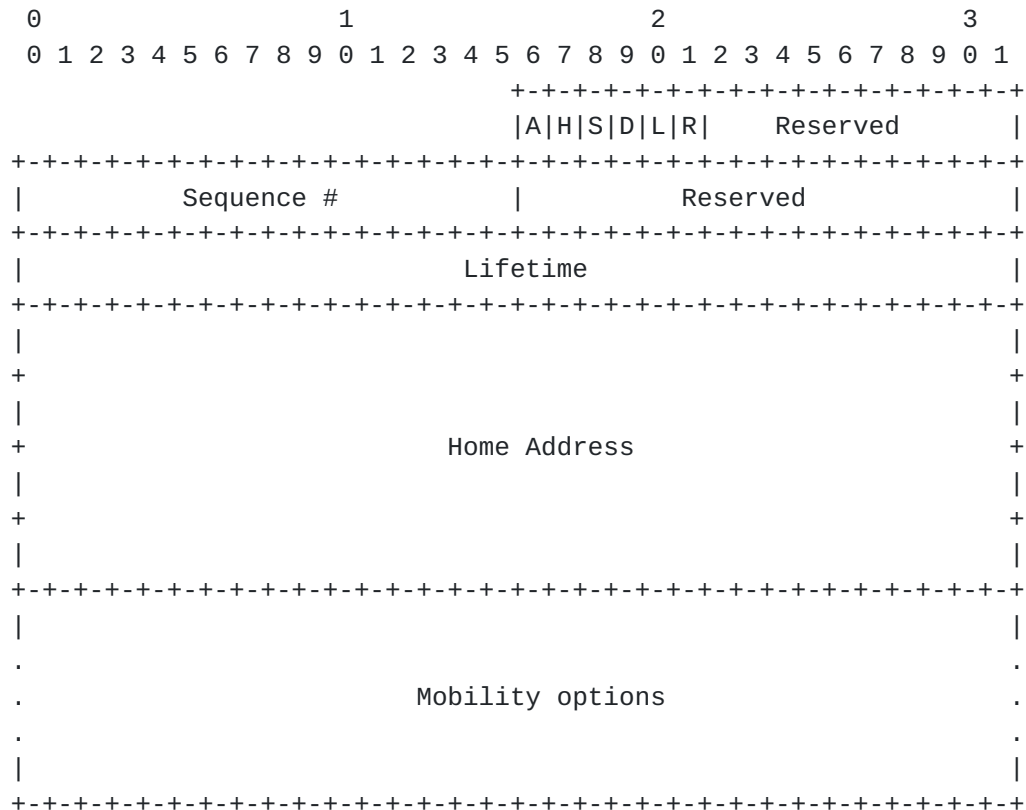 0                   1                   2                   3
 0 1 2 3 4 5 6 7 8 9 0 1 2 3 4 5 6 7 8 9 0 1 2 3 4 5 6 7 8 9 0 1
                                +-+-+-+-+-+-+-+-+-+-+-+-+-+-+-+-+
                                |A|H|S|D|L|R|    Reserved       |
+-+-+-+-+-+-+-+-+-+-+-+-+-+-+-+-+-+-+-+-+-+-+-+-+-+-+-+-+-+-+-+-+
|          Sequence #           |          Reserved             |
+-+-+-+-+-+-+-+-+-+-+-+-+-+-+-+-+-+-+-+-+-+-+-+-+-+-+-+-+-+-+-+-+
|                            Lifetime                           |
+-+-+-+-+-+-+-+-+-+-+-+-+-+-+-+-+-+-+-+-+-+-+-+-+-+-+-+-+-+-+-+-+
|                                                               |
+                                                               +
|                                                               |
+                           Home Address                        +
|                                                               |
+                                                               +
|                                                               |
+-+-+-+-+-+-+-+-+-+-+-+-+-+-+-+-+-+-+-+-+-+-+-+-+-+-+-+-+-+-+-+-+
|                                                               |
.                                                               .
.                         Mobility options                      .
.                                                               .
|                                                               |
+-+-+-+-+-+-+-+-+-+-+-+-+-+-+-+-+-+-+-+-+-+-+-+-+-+-+-+-+-+-+-+-+